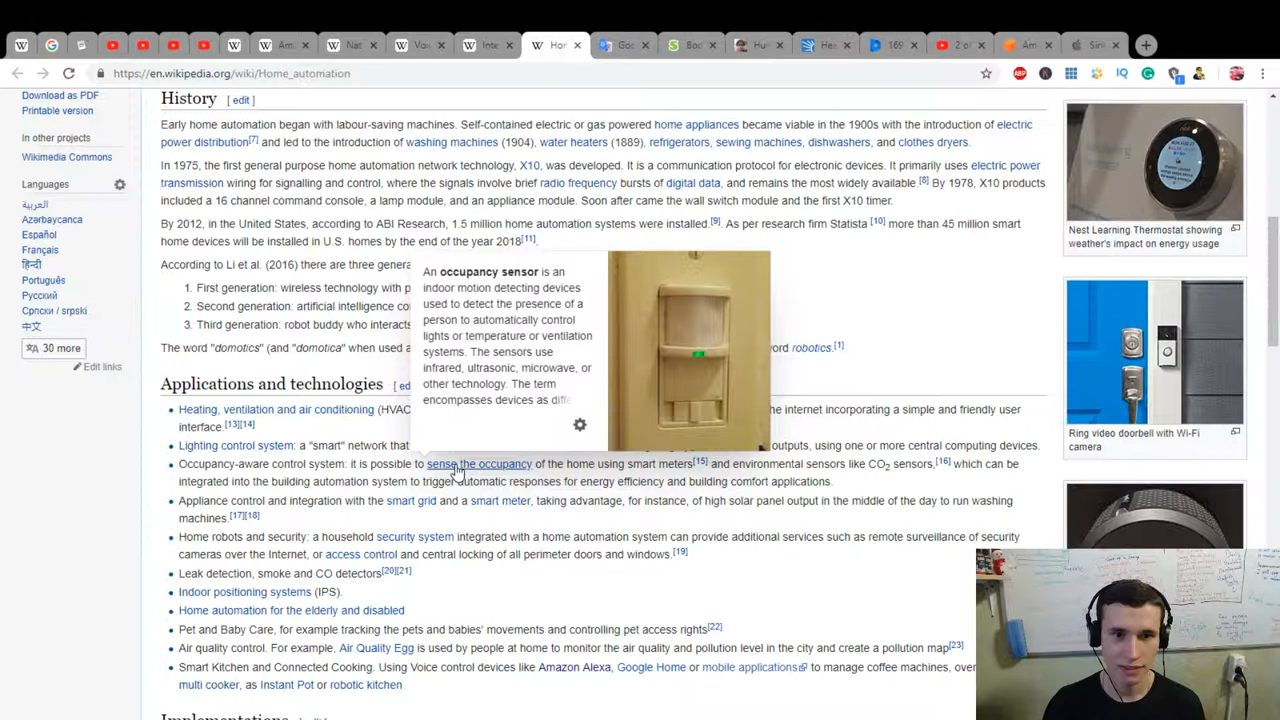 W Am
W Nat
W Vo
W Inte
W Ho
Goo
Boo
Hu
Hea
169
2 o
Am
Sin
https://en.wikipedia.org/wiki/Home_automation
ABP
IQ
Download as PDF
Printable version
In other projects
Wikimedia Commons
Languages
العربية
Azərbaycanca
Español
Français
हिन्दी
Português
Русский
Српски / srpski
中文
30 more
Edit links
History [ edit ]
Early home automation began with labour-saving machines. Self-contained electric or gas powered home appliances became viable in the 1900s with the introduction of electric
power distribution[7] and led to the introduction of washing machines (1904), water heaters (1889), refrigerators, sewing machines, dishwashers, and clothes dryers.
In 1975, the first general purpose home automation network technology, X10, was developed. It is a communication protocol for electronic devices. It primarily uses electric power
transmission wiring for signalling and control, where the signals involve brief radio frequency bursts of digital data, and remains the most widely available.[8] By 1978, X10 products
included a 16 channel command console, a lamp module, and an appliance module. Soon after came the wall switch module and the first X10 timer.
By 2012, in the United States, according to ABI Research, 1.5 million home automation systems were installed.[9] As per research firm Statista [10] more than 45 million smart
home devices will be installed in U.S. homes by the end of the year 2018[11].
According to Li et al. (2016) there are three gener
1. First generation: wireless technology with p
2. Second generation: artificial intelligence co
3. Third generation: robot buddy who interacts
The word "domotics" (and "domotica" when used a
word robotics.[1]
An occupancy sensor is an
indoor motion detecting devices
used to detect the presence of a
person to automatically control
lights or temperature or ventilation
systems. The sensors use
infrared, ultrasonic, microwave, or
other technology. The term
encompasses devices as diffe
Applications and technologies [ ed
Heating, ventilation and air conditioning (HVAC
he internet incorporating a simple and friendly user
interface.[13][14]
Lighting control system: a "smart" network that
outputs, using one or more central computing devices.
Occupancy-aware control system: it is possible to sense the occupancy of the home using smart meters[15] and environmental sensors like CO2 sensors,[16] which can be
integrated into the building automation system to trigger automatic responses for energy efficiency and building comfort applications.
Appliance control and integration with the smart grid and a smart meter, taking advantage, for instance, of high solar panel output in the middle of the day to run washing
machines.[17][18]
Home robots and security: a household security system integrated with a home automation system can provide additional services such as remote surveillance of security
cameras over the Internet, or access control and central locking of all perimeter doors and windows.[19]
Leak detection, smoke and CO detectors[20][21]
Indoor positioning systems (IPS).
Home automation for the elderly and disabled
Pet and Baby Care, for example tracking the pets and babies' movements and controlling pet access rights[22]
Air quality control. For example, Air Quality Egg is used by people at home to monitor the air quality and pollution level in the city and create a pollution map[23]
Smart Kitchen and Connected Cooking. Using Voice control devices like Amazon Alexa, Google Home or mobile applications to manage coffee machines, ove
multi cooker, as Instant Pot or robotic kitchen
Nest Learning Thermostat showing
weather's impact on energy usage
Ring video doorbell with Wi-Fi
camera